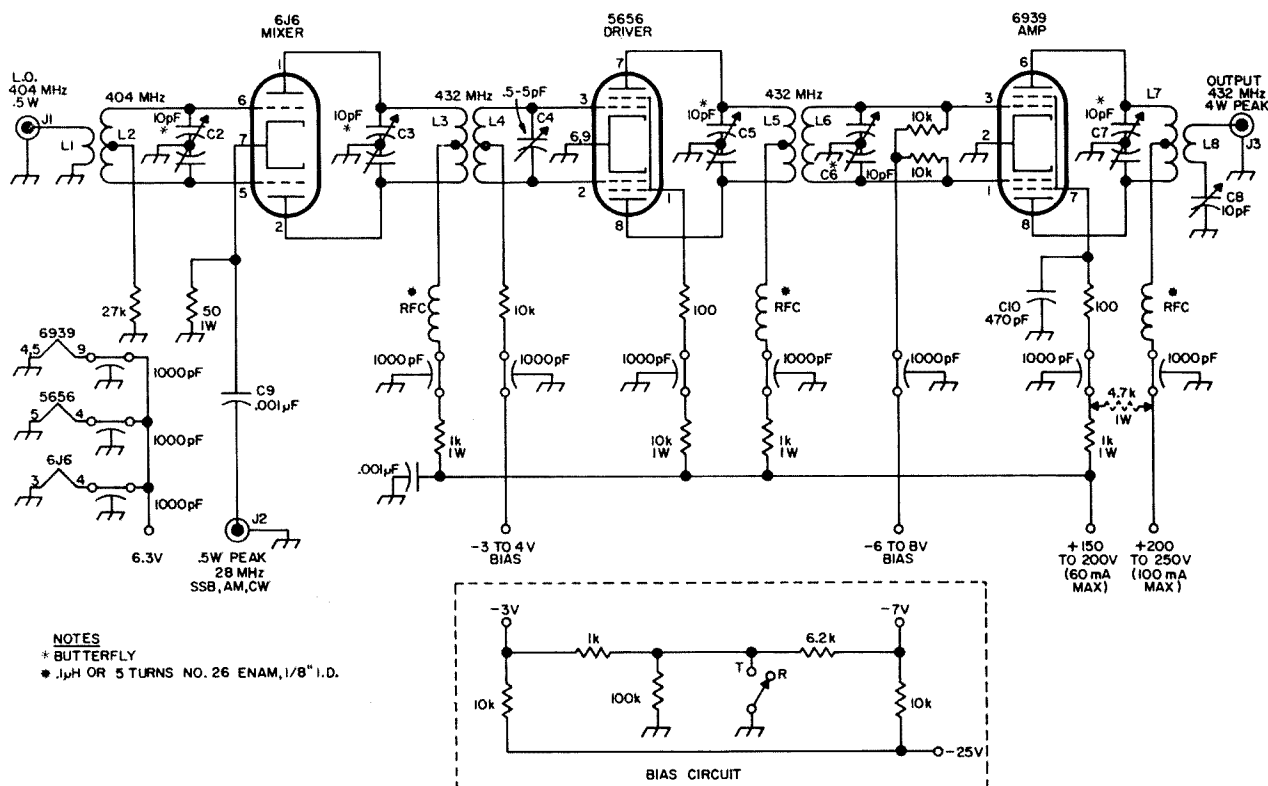 6J6
MIXER
5656
DRIVER
6939
AMP
L.O.
404 MHz
.5W
J1
L1
404 MHz
L2
10pF
*
C2
6
7
5
1
2
10pF
*
C3
432 MHz
L3
L4
.5-5pF
C4
3
6,9
2
7
8
1
*
10pF
C5
432 MHz
L5
L6
*
C6
10pF
10k
10k
3
2
1
6
8
7
*
10pF
C7
L7
L8
OUTPUT
432 MHz
4W PEAK
J3
C8
10pF
27k
50
1W
RFC
10k
100
RFC
C10
470pF
100
RFC
1000pF
1000pF
1000pF
1000pF
1000pF
1000pF
4.7k
1W
1k
1W
10k
1W
1k
1W
1k
1W
.001µF
6939
4,5
9
1000pF
5656
5
4
1000pF
6J6
3
4
1000pF
6.3V
C9
.001µF
J2
.5W PEAK
28 MHz
SSB, AM, CW
-3 TO 4V
BIAS
-6 TO 8V
BIAS
+150
TO 200V
(60mA
MAX)
+200
TO 250V
(100mA
MAX)
NOTES
* BUTTERFLY
.1µH OR 5 TURNS NO. 26 ENAM, 1/8" I.D.
-3V
-7V
1k
6.2k
T
R
10k
100k
10k
-25V
BIAS CIRCUIT